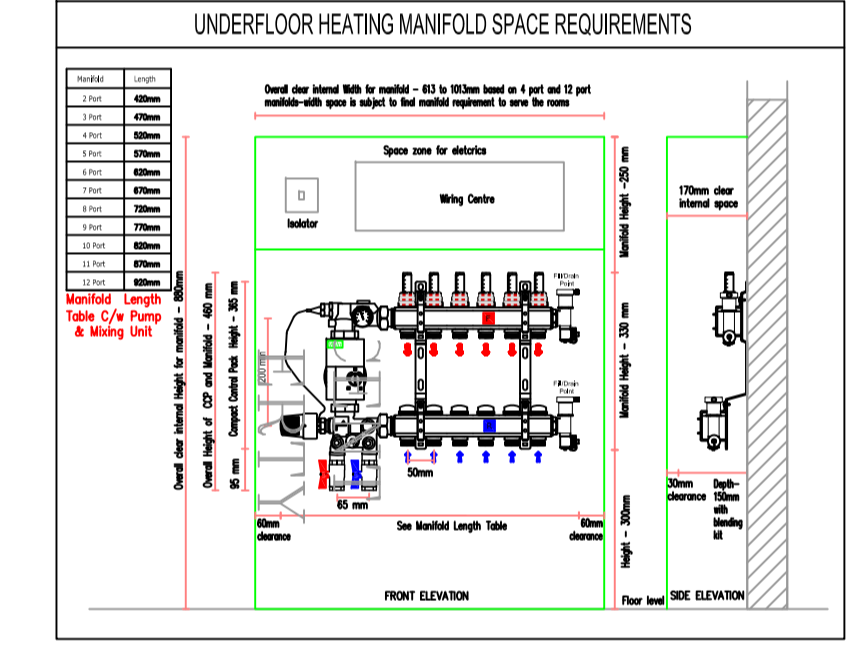 UNDERFLOOR HEATING MANIFOLD SPACE REQUIREMENTS
Manifold Length
2 Port 420mm
3 Port 470mm
4 Port 520mm
5 Port 570mm
6 Port 620mm
7 Port 670mm
8 Port 720mm
9 Port 770mm
10 Port 820mm
11 Port 870mm
12 Port 920mm
Manifold Length
Table C/w Pump
& Mixing Unit
Overall clear internal Width for manifold - 613 to 1013mm based on 4 port and 12 port
manifolds-width space is subject to final manifold requirement to serve the rooms
Space zone for eletcrics
Isolator
Wiring Centre
Overall clear internal Height for manifold - 880mm
Overall Height of CCP and Manifold - 460 mm
Compact Control Pack Height - 365 mm
95 mm
200 mm
Fill/Drain
Point
Fill/Drain
Point
50mm
65 mm
60mm
clearance
See Manifold Length Table
60mm
clearance
FRONT ELEVATION
Manifold Height -250 mm
Manifold Height - 330 mm
Height - 300mm
Floor level
170mm clear
internal space
30mm
clearance
Depth-
150mm
with
blending
kit
SIDE ELEVATION